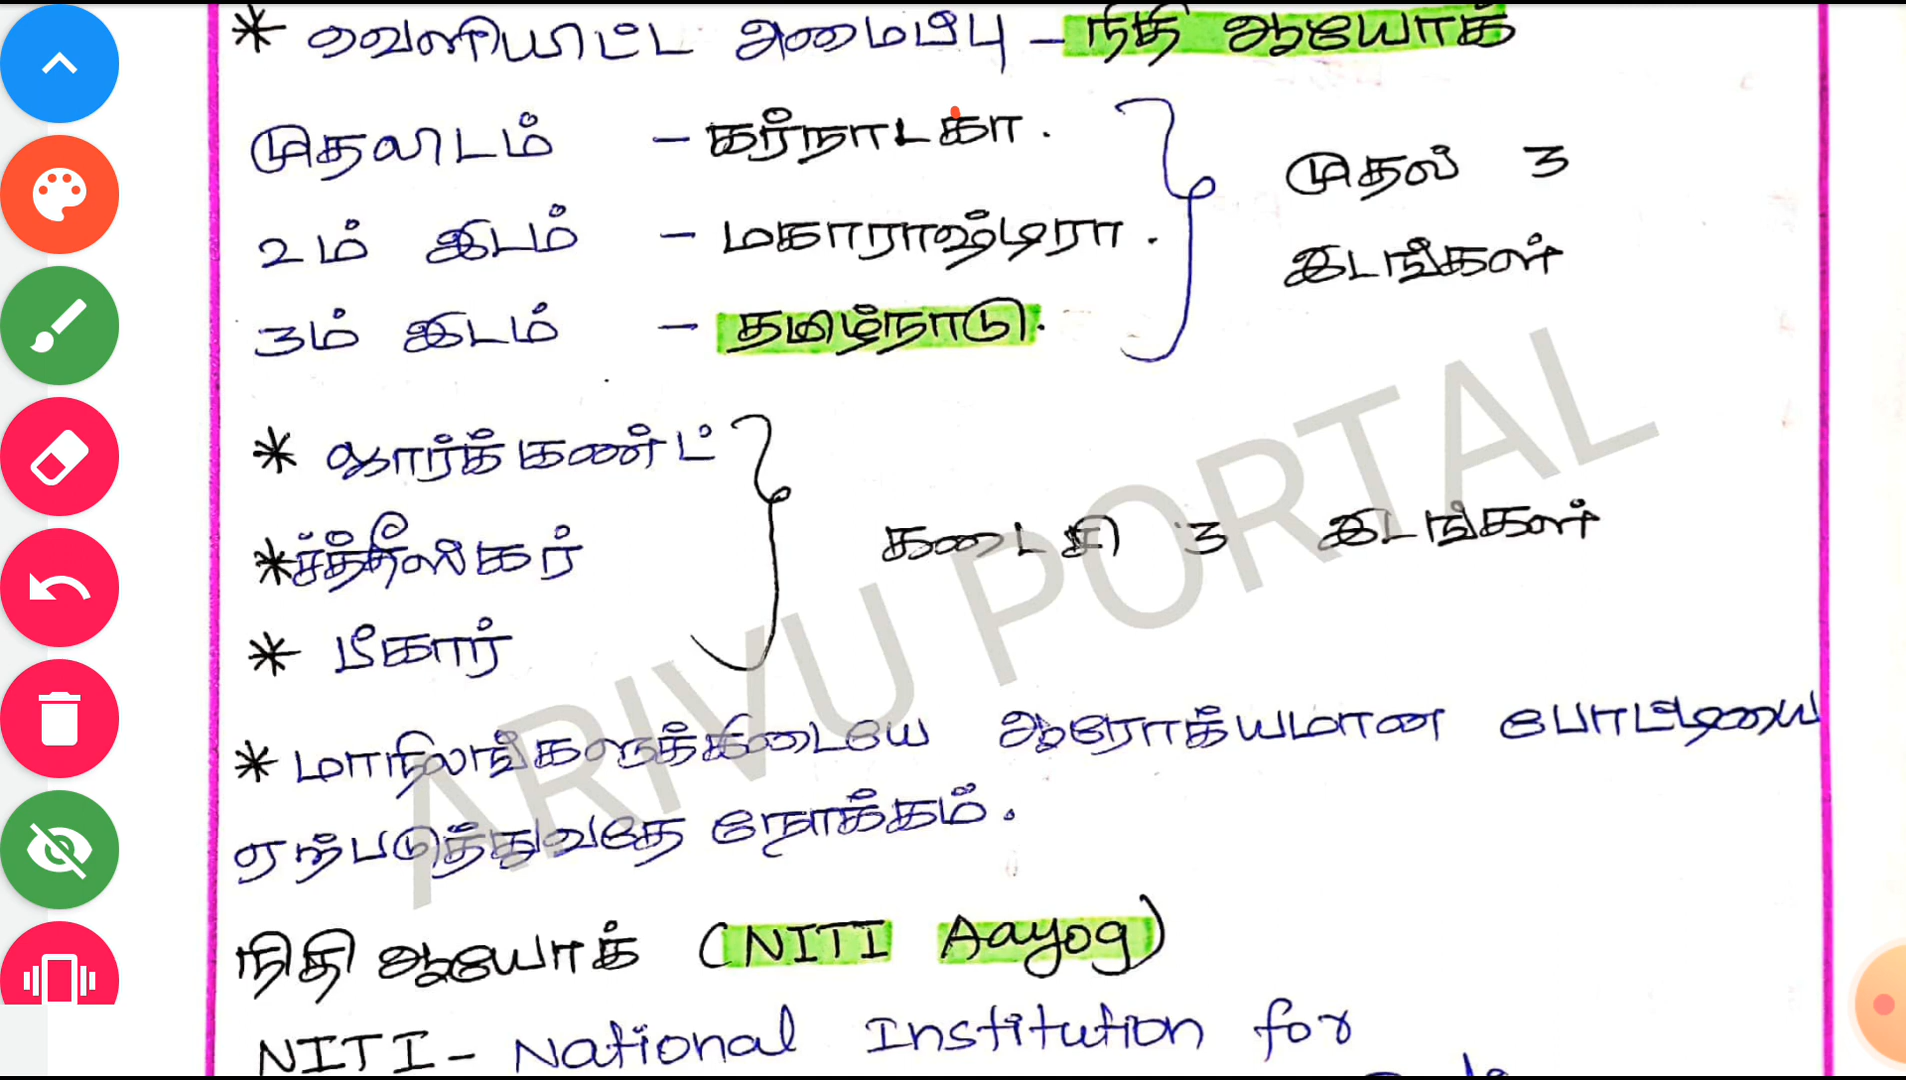 * வெளியிட்ட அமைப்பு - நிதி ஆயோக்
முதலிடம் - கர்நாடகா.
2ம் இடம் - மகாராஷ்டிரா.
3ம் இடம் - தமிழ்நாடு.
முதல் 3
இடங்கள்
* ஜார்க்கண்ட்
* சத்தீஸ்கர்
* பீகார்
கடைசி 3 இடங்கள்
* மாநிலங்களுக்கிடையே ஆரோக்யமான போட்டியை
ஏற்படுத்துவதே நோக்கம்.
நிதி ஆயோக் (NITI Aayog)
NITI - National Institution for
ARIVU PORTAL